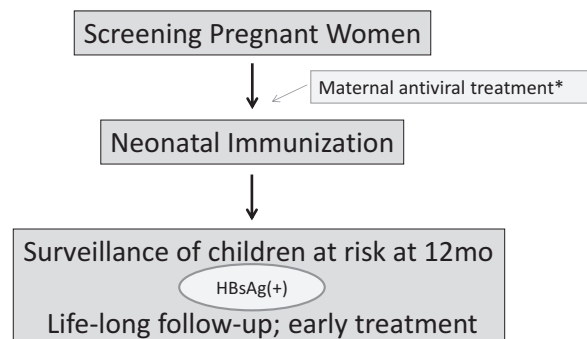 Screening Pregnant Women
Maternal antiviral treatment*
Neonatal Immunization
Surveillance of children at risk at 12mo
HBsAg(+)
Life-long follow-up; early treatment